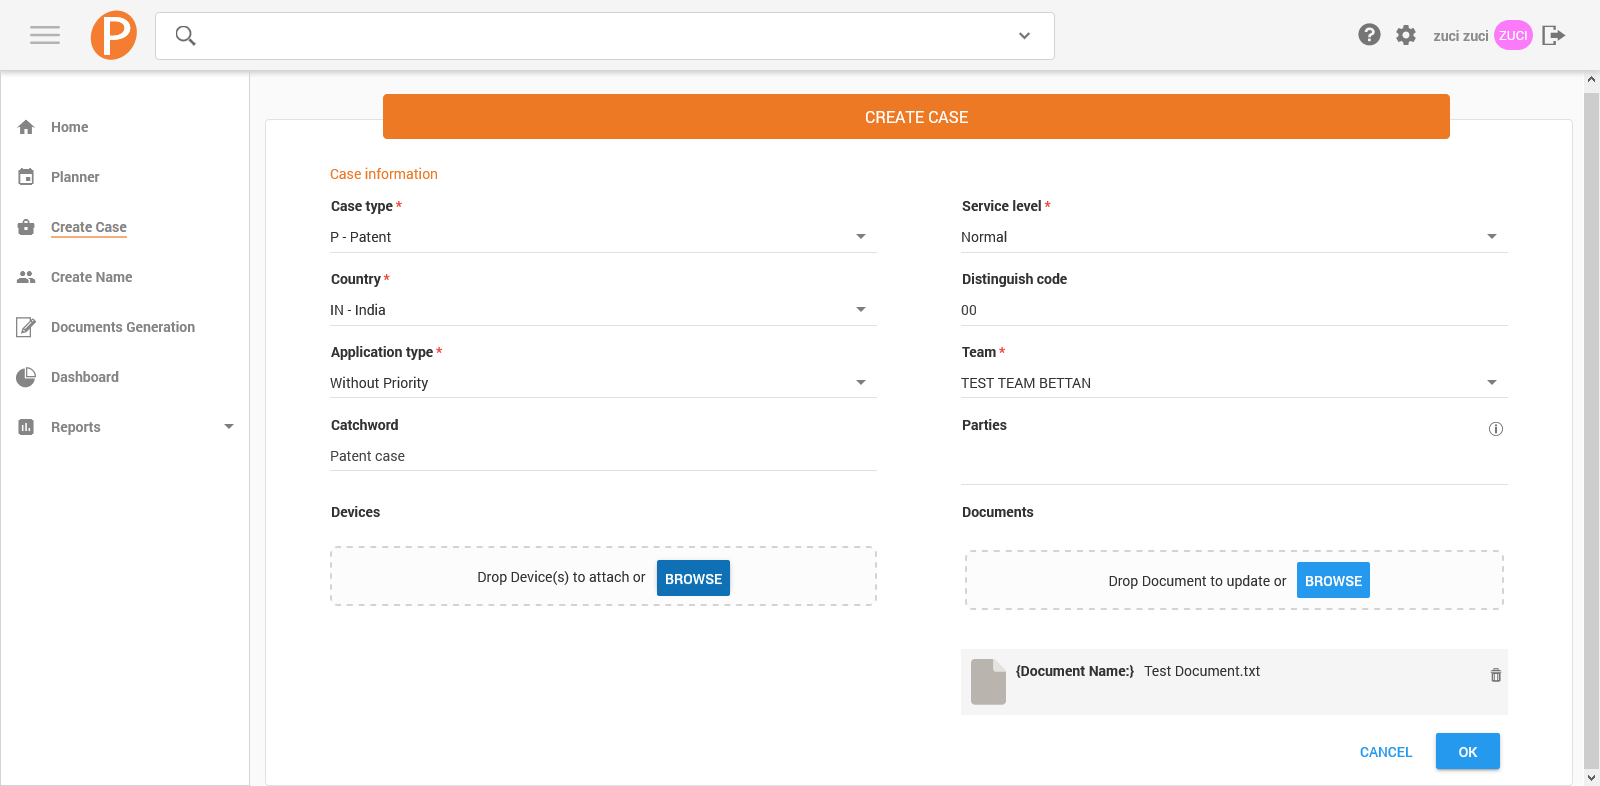 P
zuci zuci ZUCI
Home
Planner
Create Case
Create Name
Documents Generation
Dashboard
Reports
CREATE CASE
Case information
Case type *
P - Patent
Service level *
Normal
Country *
IN - India
Distinguish code
00
Application type *
Without Priority
Team *
TEST TEAM BETTAN
Catchword
Patent case
Parties
Devices
Drop Device(s) to attach or BROWSE
Documents
Drop Document to update or BROWSE
{Document Name:} Test Document.txt
CANCEL OK